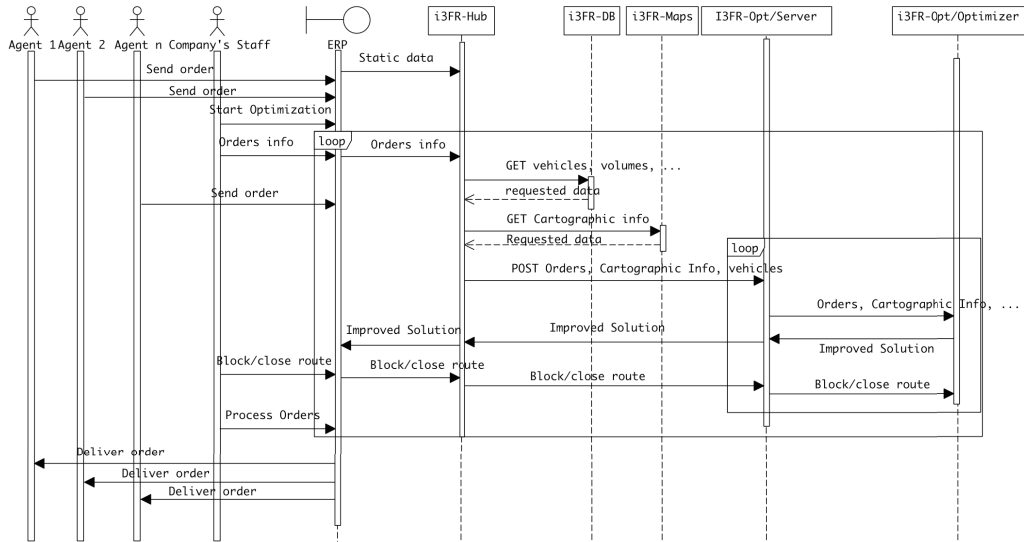 i3FR-Hub
i3FR-DB
i3FR-Maps
I3FR-Opt/Server
i3FR-Opt/Optimizer
Agent 1
Agent 2
Agent n
Company's Staff
ERP
Static data
Send order
Send order
Start Optimization
loop
Orders info
Orders info
GET vehicles, volumes, ...
requested data
Send order
GET Cartographic info
Requested data
loop
POST Orders, Cartographic Info, vehicles
Orders, Cartographic Info, ...
Improved Solution
Improved Solution
Improved Solution
Block/close route
Block/close route
Block/close route
Block/close route
Process Orders
Deliver order
Deliver order
Deliver order